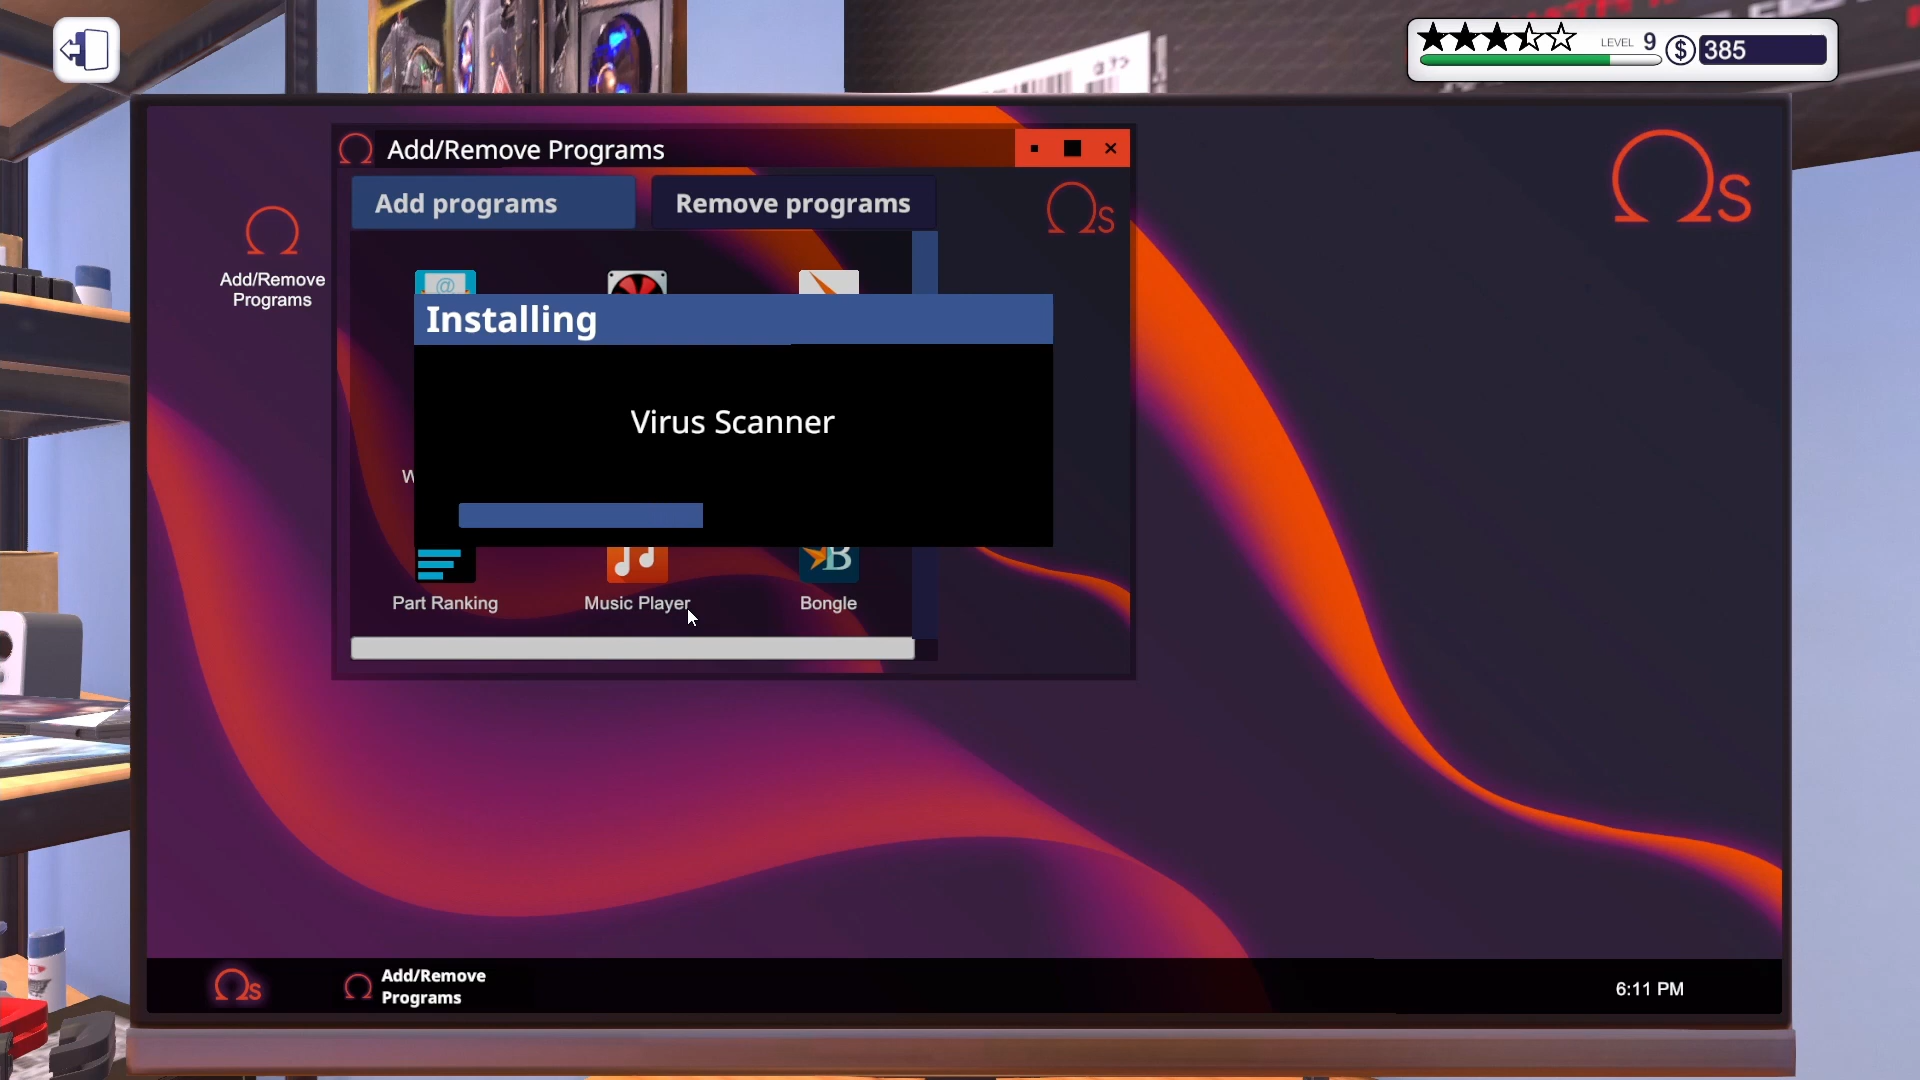 LEVEL 9
385
Add/Remove Programs
Add programs
Remove programs
Ωs
Ωs
Add/Remove
Programs
Installing
Virus Scanner
W
Part Ranking
Music Player
Bongle
Ωs
Add/Remove
Programs
6:11 PM